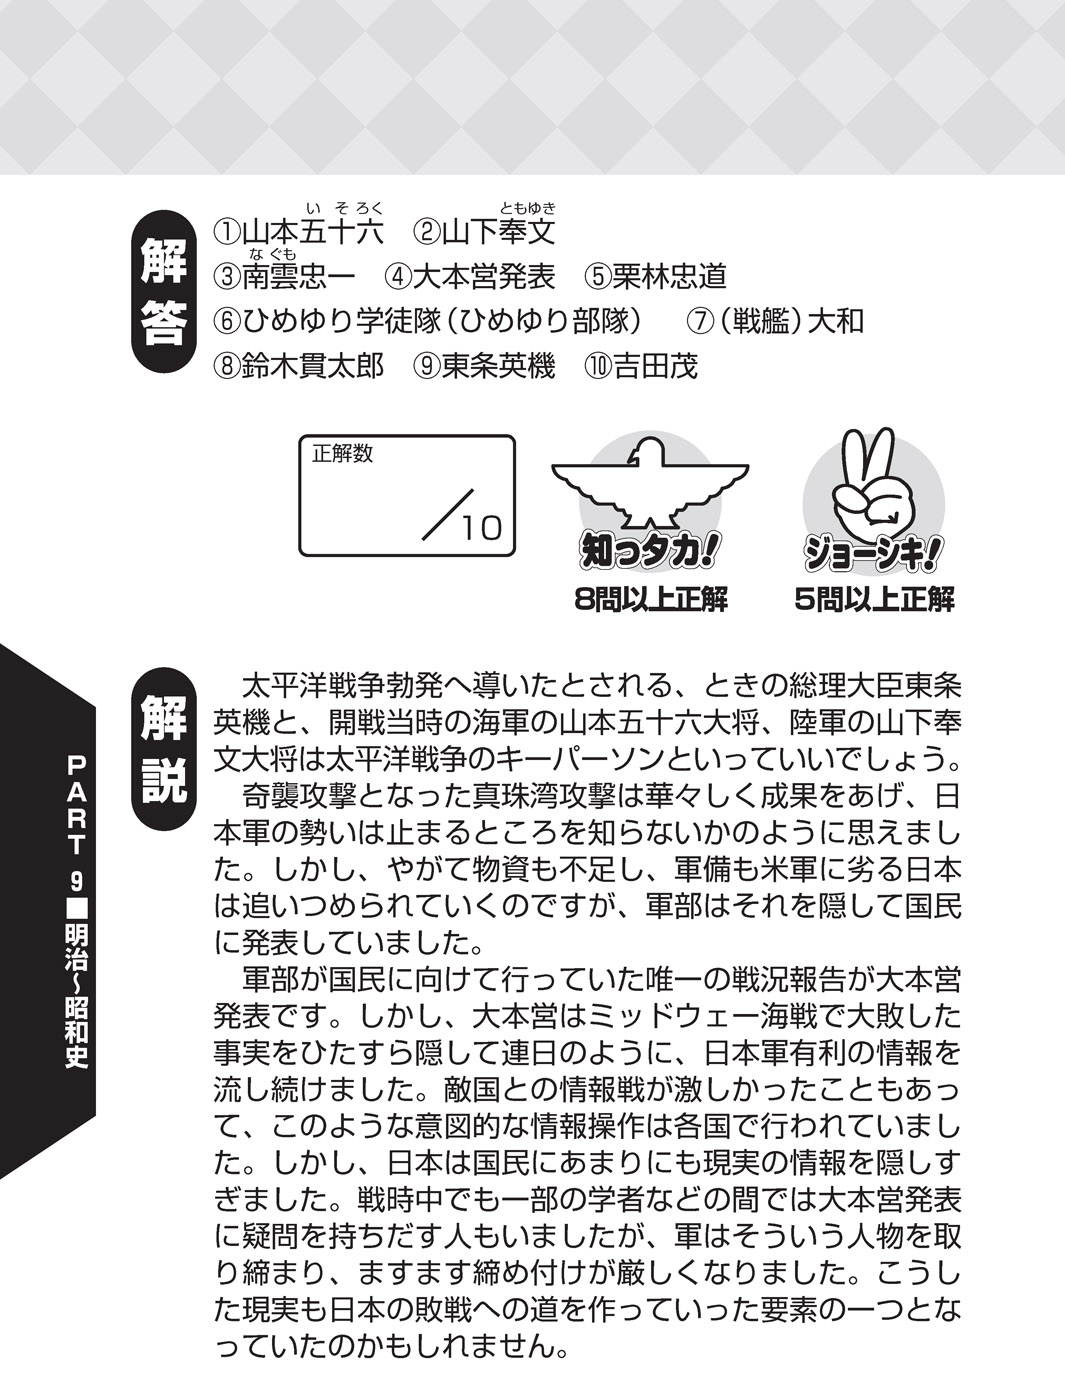 解答
①山本五十六　②山下奉文
いそろく　ともゆき
③南雲忠一　④大本営発表　⑤栗林忠道
なぐも
⑥ひめゆり学徒隊（ひめゆり部隊）　⑦（戦艦）大和
⑧鈴木貫太郎　⑨東条英機　⑩吉田茂
正解数
／10
知っタカ！
8問以上正解
ジョーシキ！
5問以上正解
解説
　太平洋戦争勃発へ導いたとされる、ときの総理大臣東条
英機と、開戦当時の海軍の山本五十六大将、陸軍の山下奉
文大将は太平洋戦争のキーパーソンといっていいでしょう。
　奇襲攻撃となった真珠湾攻撃は華々しく成果をあげ、日
本軍の勢いは止まるところを知らないかのように思えまし
た。しかし、やがて物資も不足し、軍備も米軍に劣る日本
は追いつめられていくのですが、軍部はそれを隠して国民
に発表していました。
　軍部が国民に向けて行っていた唯一の戦況報告が大本営
発表です。しかし、大本営はミッドウェー海戦で大敗した
事実をひたすら隠して連日のように、日本軍有利の情報を
流し続けました。敵国との情報戦が激しかったこともあっ
て、このような意図的な情報操作は各国で行われていまし
た。しかし、日本は国民にあまりにも現実の情報を隠しす
ぎました。戦時中でも一部の学者などの間では大本営発表
に疑問を持ちだす人もいましたが、軍はそういう人物を取
り締まり、ますます締め付けが厳しくなりました。こうし
た現実も日本の敗戦への道を作っていった要素の一つとな
っていたのかもしれません。
PART 9■明治〜昭和史